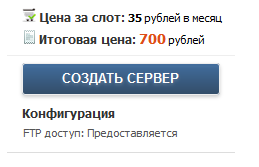 Цена за слот: 35 рублей в месяц
Итоговая цена: 700 рублей
СОЗДАТЬ СЕРВЕР
Конфигурация
FTP доступ: Предоставляется